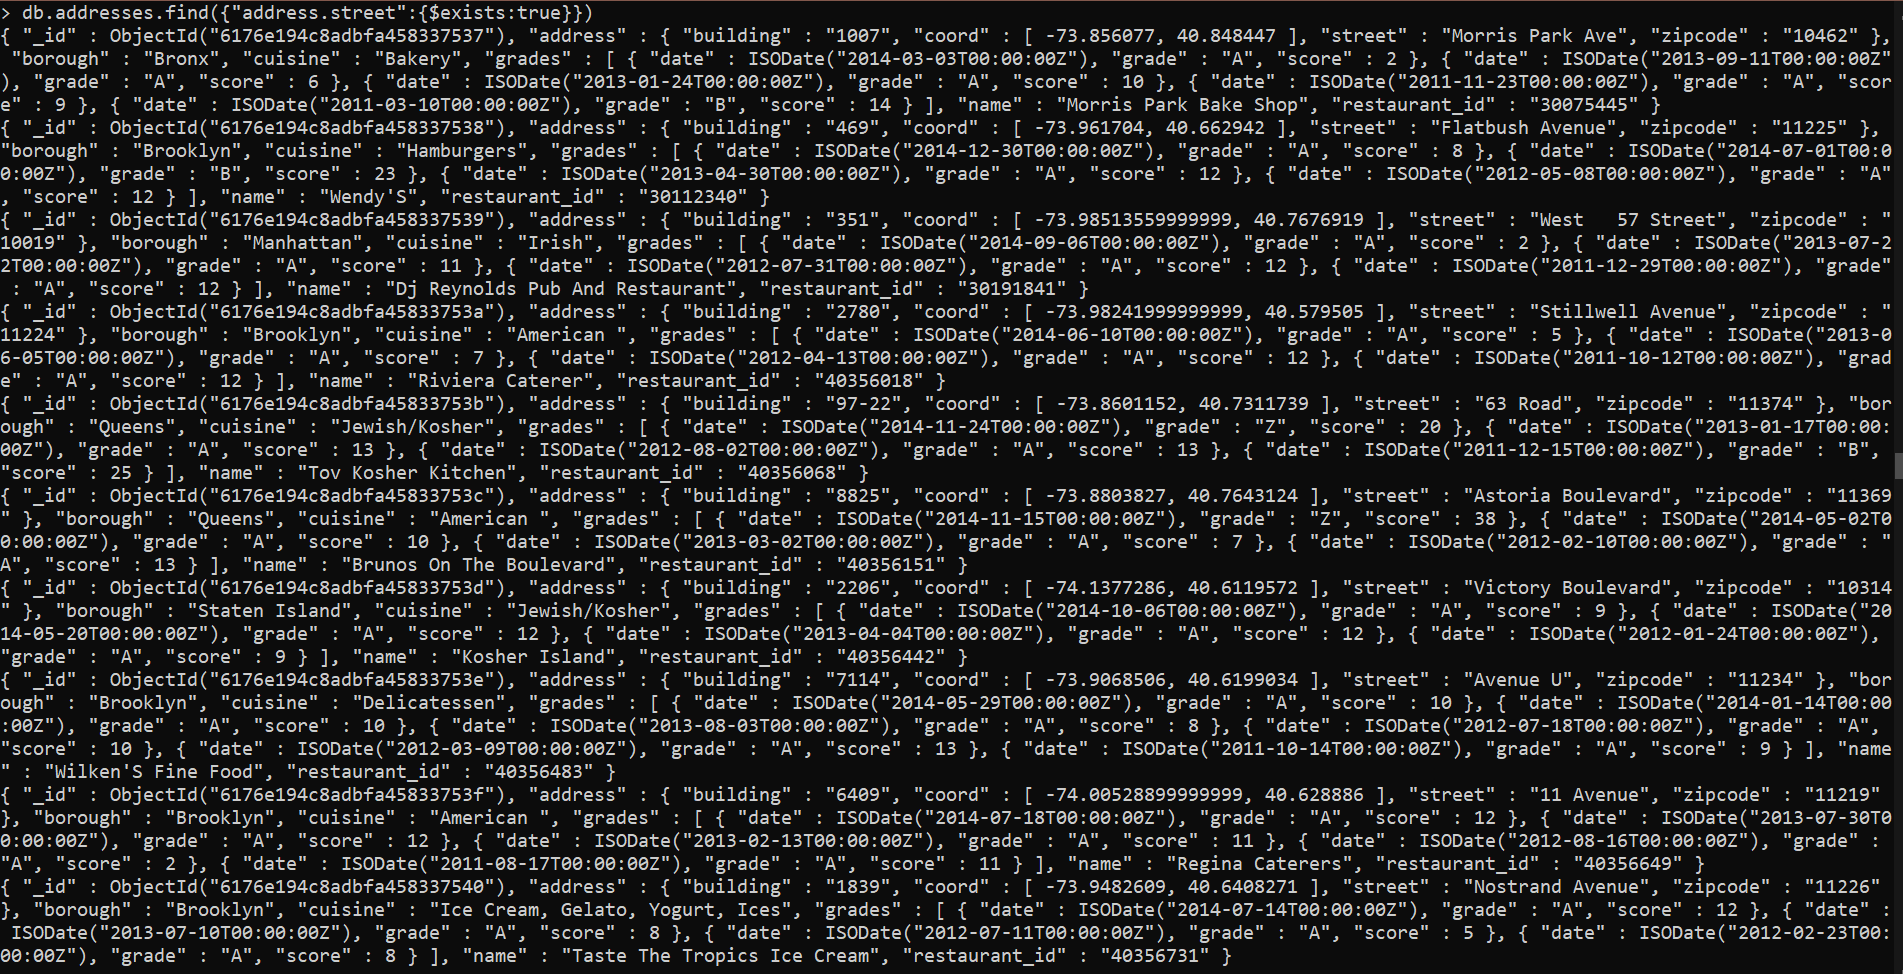 > db.addresses.find({"address.street":{$exists:true}})
{ "_id" : ObjectId("6176e194c8adbfa458337537"), "address" : { "building" : "1007", "coord" : [ -73.856077, 40.848447 ], "street" : "Morris Park Ave", "zipcode" : "10462" },
"borough" : "Bronx", "cuisine" : "Bakery", "grades" : [ { "date" : ISODate("2014-03-03T00:00:00Z"), "grade" : "A", "score" : 2 }, { "date" : ISODate("2013-09-11T00:00:00Z"
), "grade" : "A", "score" : 6 }, { "date" : ISODate("2013-01-24T00:00:00Z"), "grade" : "A", "score" : 10 }, { "date" : ISODate("2011-11-23T00:00:00Z"), "grade" : "A", "scor
e" : 9 }, { "date" : ISODate("2011-03-10T00:00:00Z"), "grade" : "B", "score" : 14 } ], "name" : "Morris Park Bake Shop", "restaurant_id" : "30075445" }
{ "_id" : ObjectId("6176e194c8adbfa458337538"), "address" : { "building" : "469", "coord" : [ -73.961704, 40.662942 ], "street" : "Flatbush Avenue", "zipcode" : "11225" },
"borough" : "Brooklyn", "cuisine" : "Hamburgers", "grades" : [ { "date" : ISODate("2014-12-30T00:00:00Z"), "grade" : "A", "score" : 8 }, { "date" : ISODate("2014-07-01T00:0
0:00Z"), "grade" : "B", "score" : 23 }, { "date" : ISODate("2013-04-30T00:00:00Z"), "grade" : "A", "score" : 12 }, { "date" : ISODate("2012-05-08T00:00:00Z"), "grade" : "A"
, "score" : 12 } ], "name" : "Wendy'S", "restaurant_id" : "30112340" }
{ "_id" : ObjectId("6176e194c8adbfa458337539"), "address" : { "building" : "351", "coord" : [ -73.98513559999999, 40.7676919 ], "street" : "West   57 Street", "zipcode" : "
10019" }, "borough" : "Manhattan", "cuisine" : "Irish", "grades" : [ { "date" : ISODate("2014-09-06T00:00:00Z"), "grade" : "A", "score" : 2 }, { "date" : ISODate("2013-07-2
2T00:00:00Z"), "grade" : "A", "score" : 11 }, { "date" : ISODate("2012-07-31T00:00:00Z"), "grade" : "A", "score" : 12 }, { "date" : ISODate("2011-12-29T00:00:00Z"), "grade"
: "A", "score" : 12 } ], "name" : "Dj Reynolds Pub And Restaurant", "restaurant_id" : "30191841" }
{ "_id" : ObjectId("6176e194c8adbfa45833753a"), "address" : { "building" : "2780", "coord" : [ -73.98241999999999, 40.579505 ], "street" : "Stillwell Avenue", "zipcode" : "
11224" }, "borough" : "Brooklyn", "cuisine" : "American ", "grades" : [ { "date" : ISODate("2014-06-10T00:00:00Z"), "grade" : "A", "score" : 5 }, { "date" : ISODate("2013-0
6-05T00:00:00Z"), "grade" : "A", "score" : 7 }, { "date" : ISODate("2012-04-13T00:00:00Z"), "grade" : "A", "score" : 12 }, { "date" : ISODate("2011-10-12T00:00:00Z"), "grad
e" : "A", "score" : 12 } ], "name" : "Riviera Caterer", "restaurant_id" : "40356018" }
{ "_id" : ObjectId("6176e194c8adbfa45833753b"), "address" : { "building" : "97-22", "coord" : [ -73.8601152, 40.7311739 ], "street" : "63 Road", "zipcode" : "11374" }, "bor
ough" : "Queens", "cuisine" : "Jewish/Kosher", "grades" : [ { "date" : ISODate("2014-11-24T00:00:00Z"), "grade" : "Z", "score" : 20 }, { "date" : ISODate("2013-01-17T00:00:
00Z"), "grade" : "A", "score" : 13 }, { "date" : ISODate("2012-08-02T00:00:00Z"), "grade" : "A", "score" : 13 }, { "date" : ISODate("2011-12-15T00:00:00Z"), "grade" : "B",
"score" : 25 } ], "name" : "Tov Kosher Kitchen", "restaurant_id" : "40356068" }
{ "_id" : ObjectId("6176e194c8adbfa45833753c"), "address" : { "building" : "8825", "coord" : [ -73.8803827, 40.7643124 ], "street" : "Astoria Boulevard", "zipcode" : "11369
" }, "borough" : "Queens", "cuisine" : "American ", "grades" : [ { "date" : ISODate("2014-11-15T00:00:00Z"), "grade" : "Z", "score" : 38 }, { "date" : ISODate("2014-05-02T0
0:00:00Z"), "grade" : "A", "score" : 10 }, { "date" : ISODate("2013-03-02T00:00:00Z"), "grade" : "A", "score" : 7 }, { "date" : ISODate("2012-02-10T00:00:00Z"), "grade" : "
A", "score" : 13 } ], "name" : "Brunos On The Boulevard", "restaurant_id" : "40356151" }
{ "_id" : ObjectId("6176e194c8adbfa45833753d"), "address" : { "building" : "2206", "coord" : [ -74.1377286, 40.6119572 ], "street" : "Victory Boulevard", "zipcode" : "10314
" }, "borough" : "Staten Island", "cuisine" : "Jewish/Kosher", "grades" : [ { "date" : ISODate("2014-10-06T00:00:00Z"), "grade" : "A", "score" : 9 }, { "date" : ISODate("20
14-05-20T00:00:00Z"), "grade" : "A", "score" : 12 }, { "date" : ISODate("2013-04-04T00:00:00Z"), "grade" : "A", "score" : 12 }, { "date" : ISODate("2012-01-24T00:00:00Z"),
"grade" : "A", "score" : 9 } ], "name" : "Kosher Island", "restaurant_id" : "40356442" }
{ "_id" : ObjectId("6176e194c8adbfa45833753e"), "address" : { "building" : "7114", "coord" : [ -73.9068506, 40.6199034 ], "street" : "Avenue U", "zipcode" : "11234" }, "bor
ough" : "Brooklyn", "cuisine" : "Delicatessen", "grades" : [ { "date" : ISODate("2014-05-29T00:00:00Z"), "grade" : "A", "score" : 10 }, { "date" : ISODate("2014-01-14T00:00
:00Z"), "grade" : "A", "score" : 10 }, { "date" : ISODate("2013-08-03T00:00:00Z"), "grade" : "A", "score" : 8 }, { "date" : ISODate("2012-07-18T00:00:00Z"), "grade" : "A",
"score" : 10 }, { "date" : ISODate("2012-03-09T00:00:00Z"), "grade" : "A", "score" : 13 }, { "date" : ISODate("2011-10-14T00:00:00Z"), "grade" : "A", "score" : 9 } ], "name
" : "Wilken'S Fine Food", "restaurant_id" : "40356483" }
{ "_id" : ObjectId("6176e194c8adbfa45833753f"), "address" : { "building" : "6409", "coord" : [ -74.00528899999999, 40.628886 ], "street" : "11 Avenue", "zipcode" : "11219"
}, "borough" : "Brooklyn", "cuisine" : "American ", "grades" : [ { "date" : ISODate("2014-07-18T00:00:00Z"), "grade" : "A", "score" : 12 }, { "date" : ISODate("2013-07-30T0
0:00:00Z"), "grade" : "A", "score" : 12 }, { "date" : ISODate("2013-02-13T00:00:00Z"), "grade" : "A", "score" : 11 }, { "date" : ISODate("2012-08-16T00:00:00Z"), "grade" :
"A", "score" : 2 }, { "date" : ISODate("2011-08-17T00:00:00Z"), "grade" : "A", "score" : 11 } ], "name" : "Regina Caterers", "restaurant_id" : "40356649" }
{ "_id" : ObjectId("6176e194c8adbfa458337540"), "address" : { "building" : "1839", "coord" : [ -73.9482609, 40.6408271 ], "street" : "Nostrand Avenue", "zipcode" : "11226"
}, "borough" : "Brooklyn", "cuisine" : "Ice Cream, Gelato, Yogurt, Ices", "grades" : [ { "date" : ISODate("2014-07-14T00:00:00Z"), "grade" : "A", "score" : 12 }, { "date" :
ISODate("2013-07-10T00:00:00Z"), "grade" : "A", "score" : 8 }, { "date" : ISODate("2012-07-11T00:00:00Z"), "grade" : "A", "score" : 5 }, { "date" : ISODate("2012-02-23T00:
00:00Z"), "grade" : "A", "score" : 8 } ], "name" : "Taste The Tropics Ice Cream", "restaurant_id" : "40356731" }